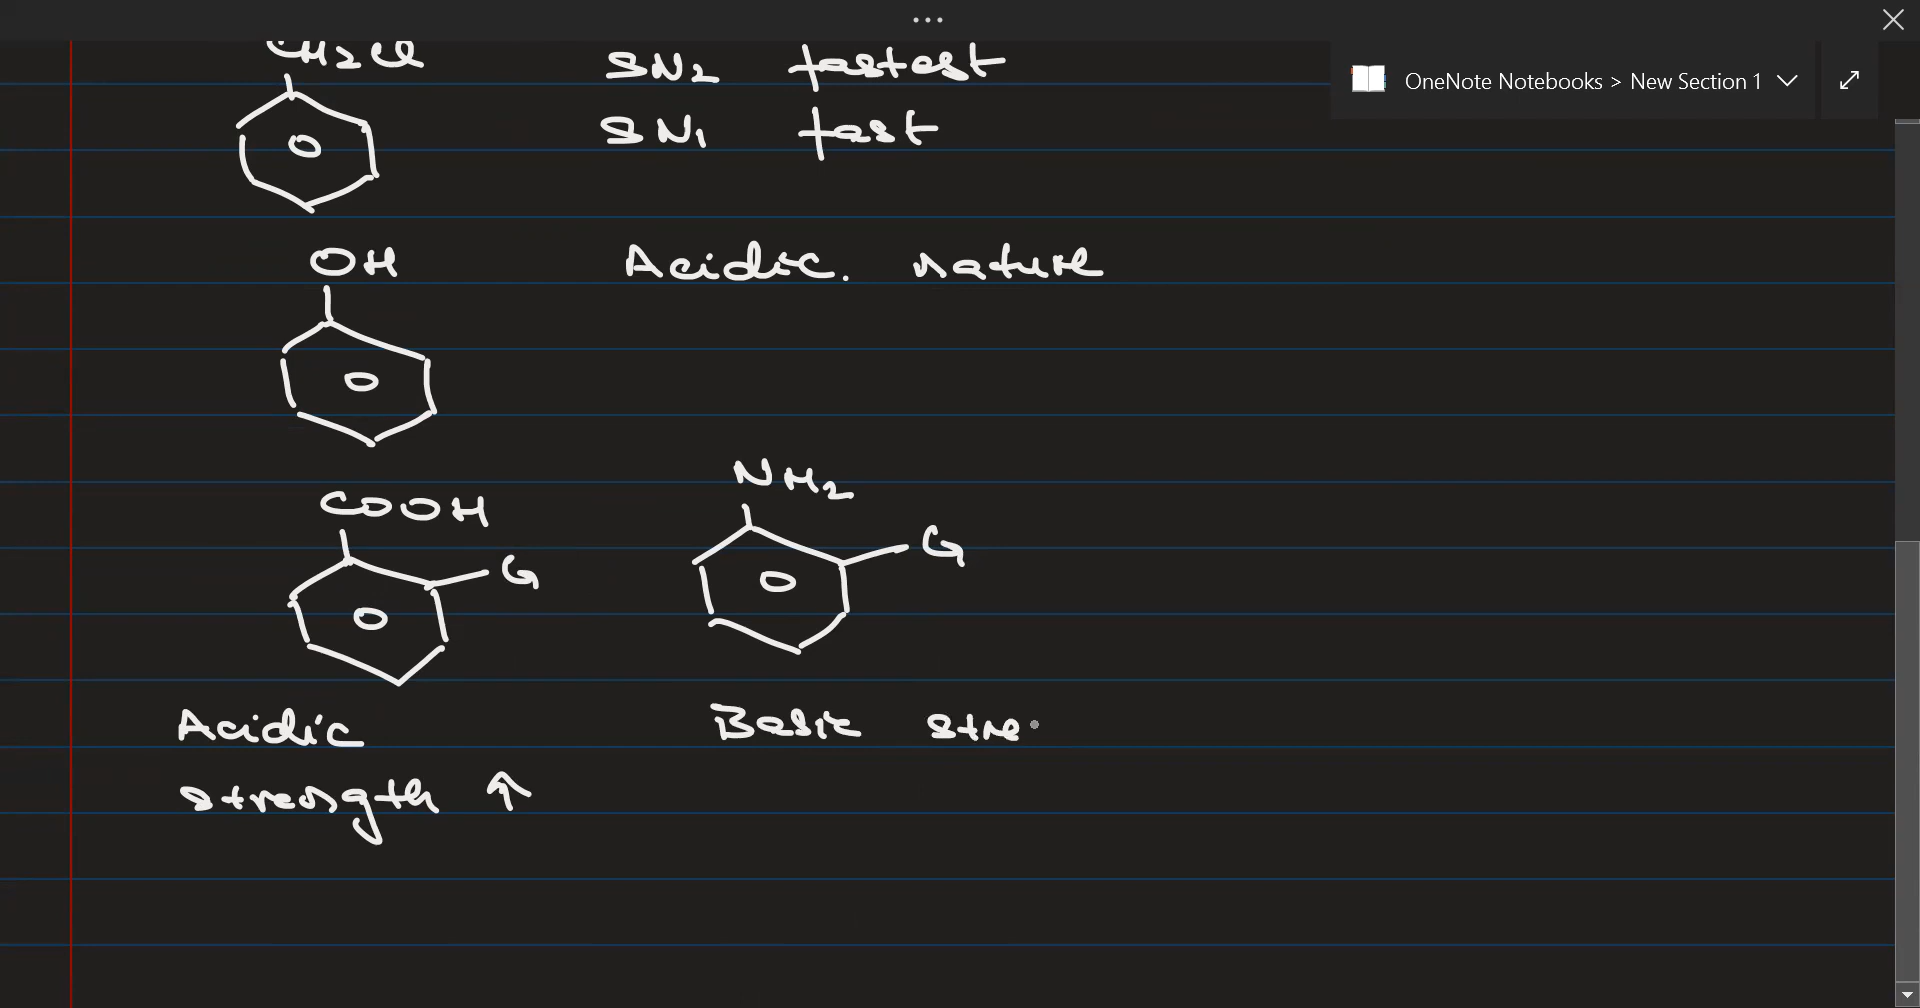 ...
CH2Cl SN2 fastest
OneNote Notebooks > New Section 1
SN1 fast
OH Acidic. nature
NH2
COOH
G
G
Acidic Basic stre
strength ↑